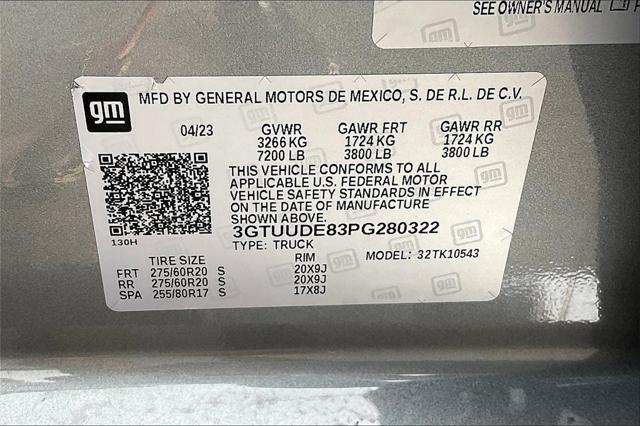 SEE OWNER'S MANUAL
gm
MFD BY GENERAL MOTORS DE MEXICO, S. DE R.L. DE C.V.
04/23 GVWR GAWR FRT GAWR RR
3266 KG 1724 KG 1724 KG
7200 LB 3800 LB 3800 LB
THIS VEHICLE CONFORMS TO ALL
APPLICABLE U.S. FEDERAL MOTOR
VEHICLE SAFETY STANDARDS IN EFFECT
ON THE DATE OF MANUFACTURE
SHOWN ABOVE.
3GTUUDE83PG280322
130H
TYPE: TRUCK MODEL: 32TK10543
TIRE SIZE RIM
FRT 275/60R20 S 20X9J
RR 275/60R20 S 20X9J
SPA 255/80R17 S 17X8J